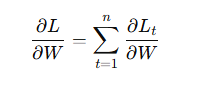 ∂L/∂W = ∑_{t=1}^{n} ∂L_t/∂W